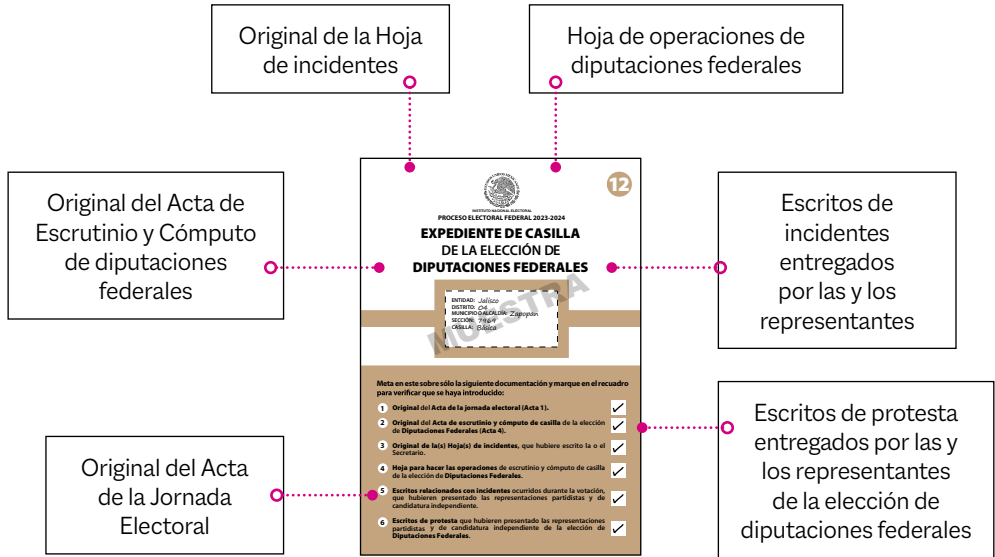 Original de la Hoja
de incidentes
Hoja de operaciones de
diputaciones federales
Original del Acta de
Escrutinio y Cómputo
de diputaciones
federales
Escritos de
incidentes
entregados
por las y los
representantes
Original del Acta
de la Jornada
Electoral
Escritos de protesta
entregados por las y
los representantes
de la elección de
diputaciones federales
12
INSTITUTO NACIONAL ELECTORAL
PROCESO ELECTORAL FEDERAL 2023-2024
EXPEDIENTE DE CASILLA
DE LA ELECCIÓN DE
DIPUTACIONES FEDERALES
ENTIDAD: Jalisco
DISTRITO: 04
MUNICIPIO O ALCALDÍA: Zapopan
SECCIÓN: 7969
CASILLA: Básica
MUESTRA
Meta en este sobre sólo la siguiente documentación y marque en el recuadro
para verificar que se haya introducido:
1 Original del Acta de la jornada electoral (Acta 1).
2 Original del Acta de escrutinio y cómputo de casilla de la elección
de Diputaciones Federales (Acta 4).
3 Original de la(s) Hoja(s) de incidentes, que hubiere escrito la o el
Secretario.
4 Hoja para hacer las operaciones de escrutinio y cómputo de casilla
de la elección de Diputaciones Federales.
5 Escritos relacionados con incidentes ocurridos durante la votación,
que hubieren presentado las representaciones partidistas y de
candidatura independiente.
6 Escritos de protesta que hubieren presentado las representaciones
partidistas y de candidatura independiente de la elección de
Diputaciones Federales.